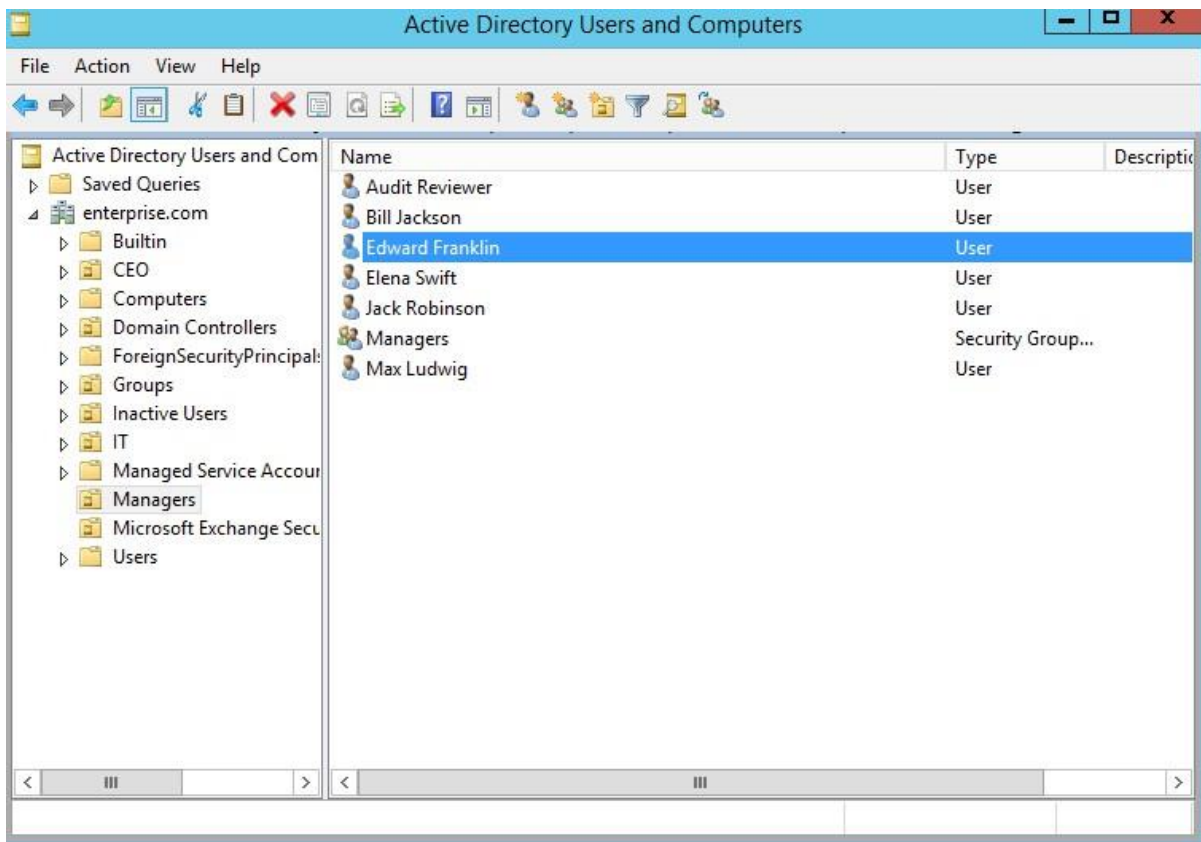 Active Directory Users and Computers
File Action View Help
Active Directory Users and Com
Saved Queries
enterprise.com
Builtin
CEO
Computers
Domain Controllers
ForeignSecurityPrincipals
Groups
Inactive Users
IT
Managed Service Accour
Managers
Microsoft Exchange Secu
Users
Name Type Descriptic
Audit Reviewer User
Bill Jackson User
Edward Franklin User
Elena Swift User
Jack Robinson User
Managers Security Group...
Max Ludwig User